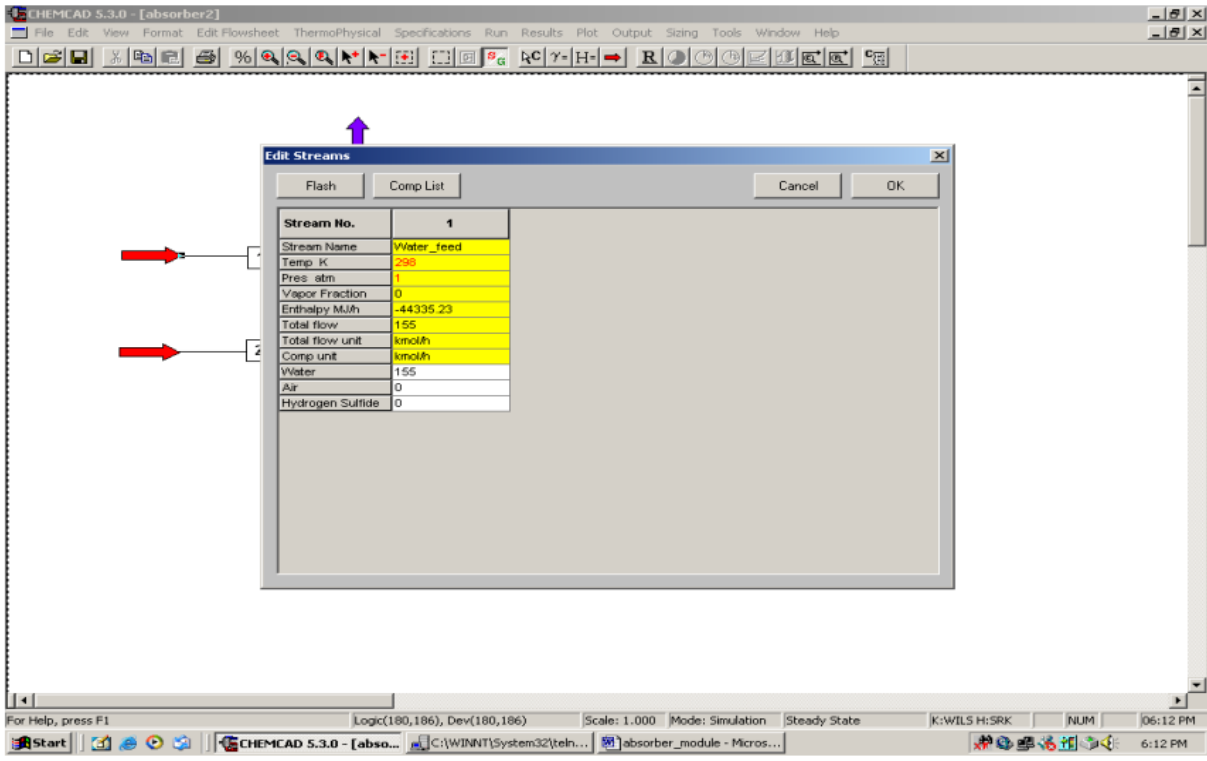 CHEMCAD 5.3.0 - [absorber2]
File Edit View Format Edit Flowsheet ThermoPhysical Specifications Run Results Plot Output Sizing Tools Window Help
% S G C γ= H= R C
Edit Streams
Flash Comp List Cancel OK
Stream No. 1
Stream Name Water_feed
Temp K 298
Pres atm 1
Vapor Fraction 0
Enthalpy MJ/h -44335.23
Total flow 155
Total flow unit kmol/h
Comp unit kmol/h
Water 155
Air 0
Hydrogen Sulfide 0
For Help, press F1 Logic(180,186), Dev(180,186) Scale: 1.000 Mode: Simulation Steady State K:WILS H:SRK NUM 06:12 PM
Start CHEMCAD 5.3.0 - [abso... C:\WINNT\System32\teln... absorber_module - Micros... 6:12 PM